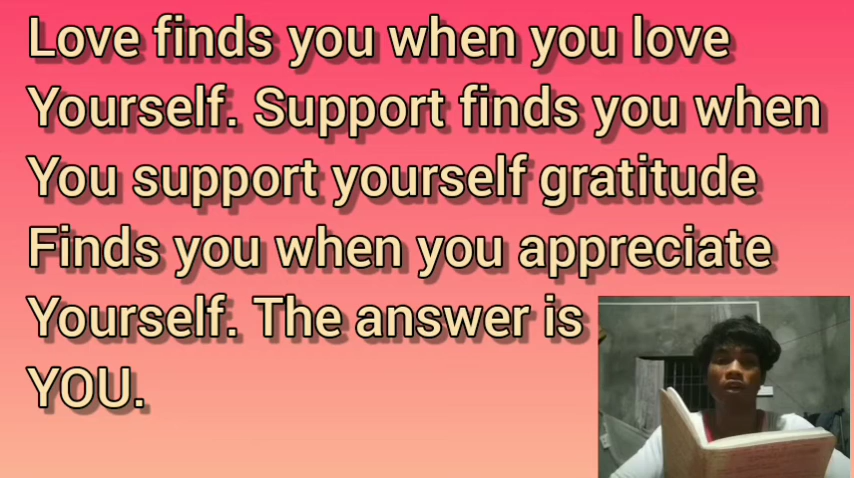 Love finds you when you love
Yourself. Support finds you when
You support yourself gratitude
Finds you when you appreciate
Yourself. The answer is
YOU.